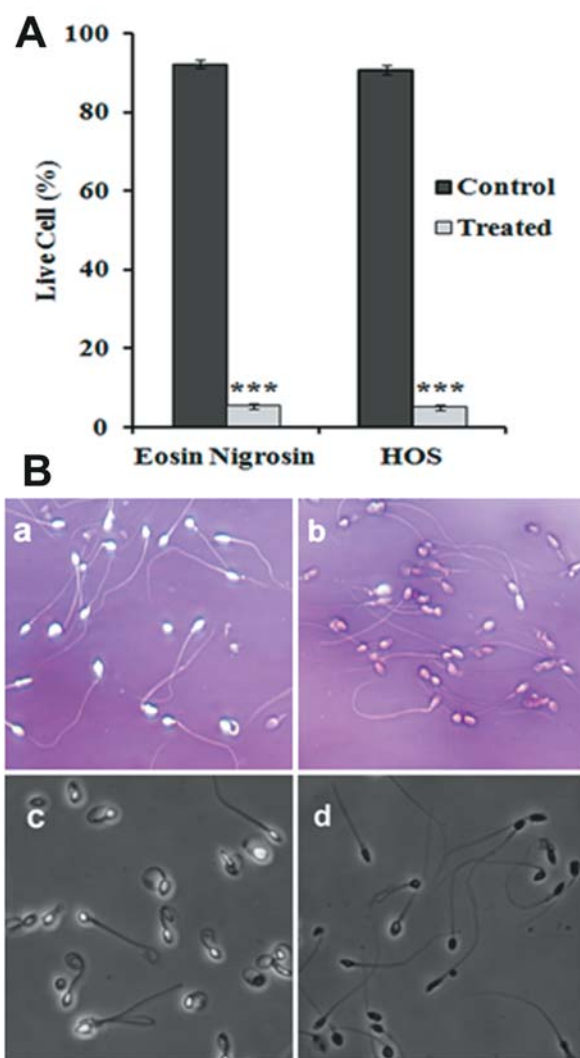 A
100
80
60
40
20
0
Live Cell (%)
Control
Treated
***
***
Eosin Nigrosin
HOS
B
a
b
c
d